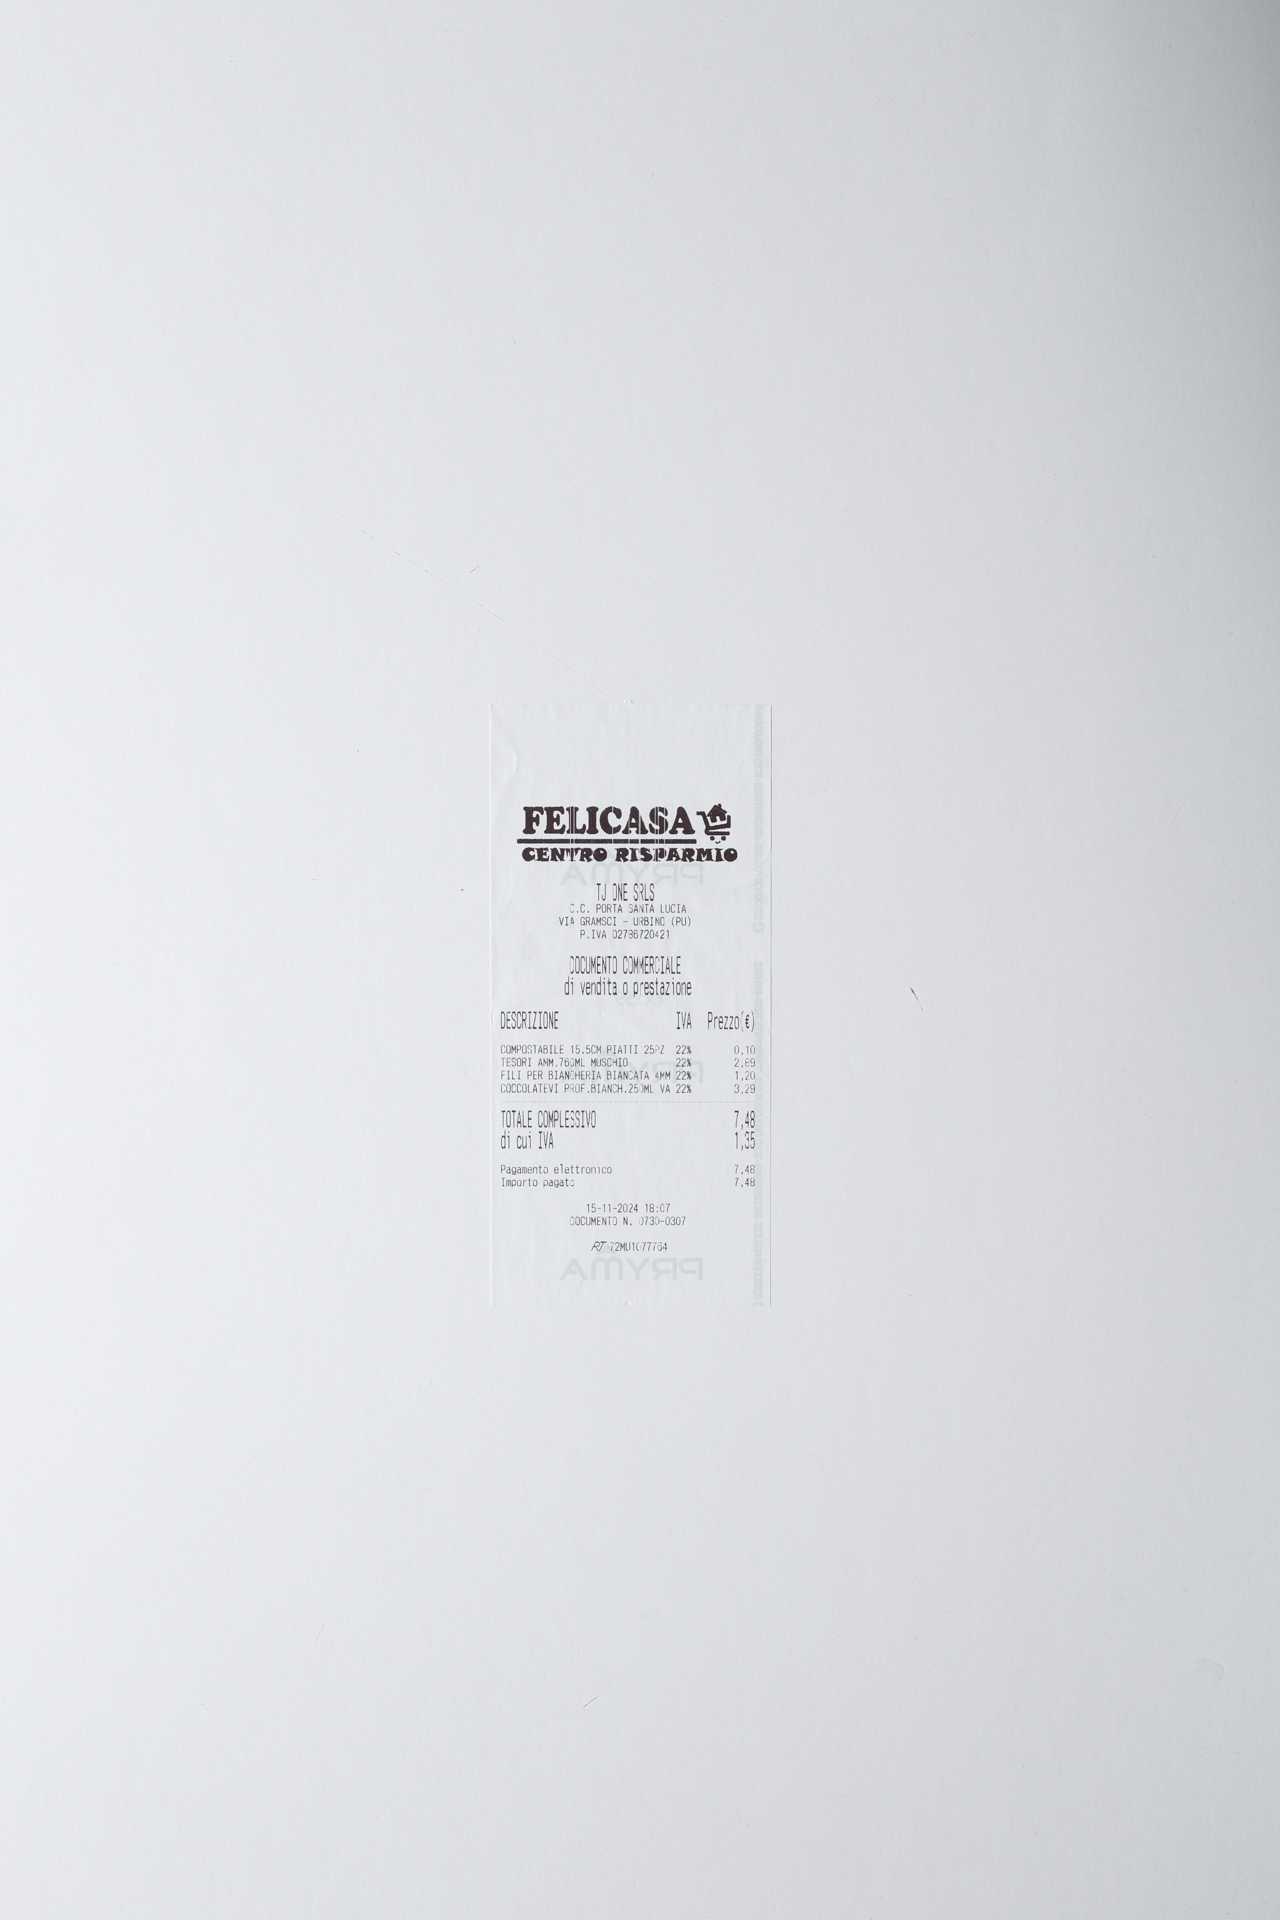 FELICASA
CENTRO RISPARMIO
TJ ONE SRLS
C.C. PORTA SANTA LUCIA
VIA GRAMSCI - URBINO (PU)
P.IVA 02786720421
DOCUMENTO COMMERCIALE
di vendita o prestazione
DESCRIZIONE IVA Prezzo(€)
COMPOSTABILE 15.5CM PIATTI 25PZ 22% 0,10
TESORI AMM.760ML MUSCHIO 22% 2,89
FILI PER BIANCHERIA BIANCATA 4MM 22% 1,20
COCCOLATEVI PROF.BIANCH.250ML VA 22% 3,29
TOTALE COMPLESSIVO 7,48
di cui IVA 1,35
Pagamento elettronico 7,48
Importo pagato 7,48
15-11-2024 18:07
DOCUMENTO N. 0730-0307
RT 72MU1077764
PRYMA